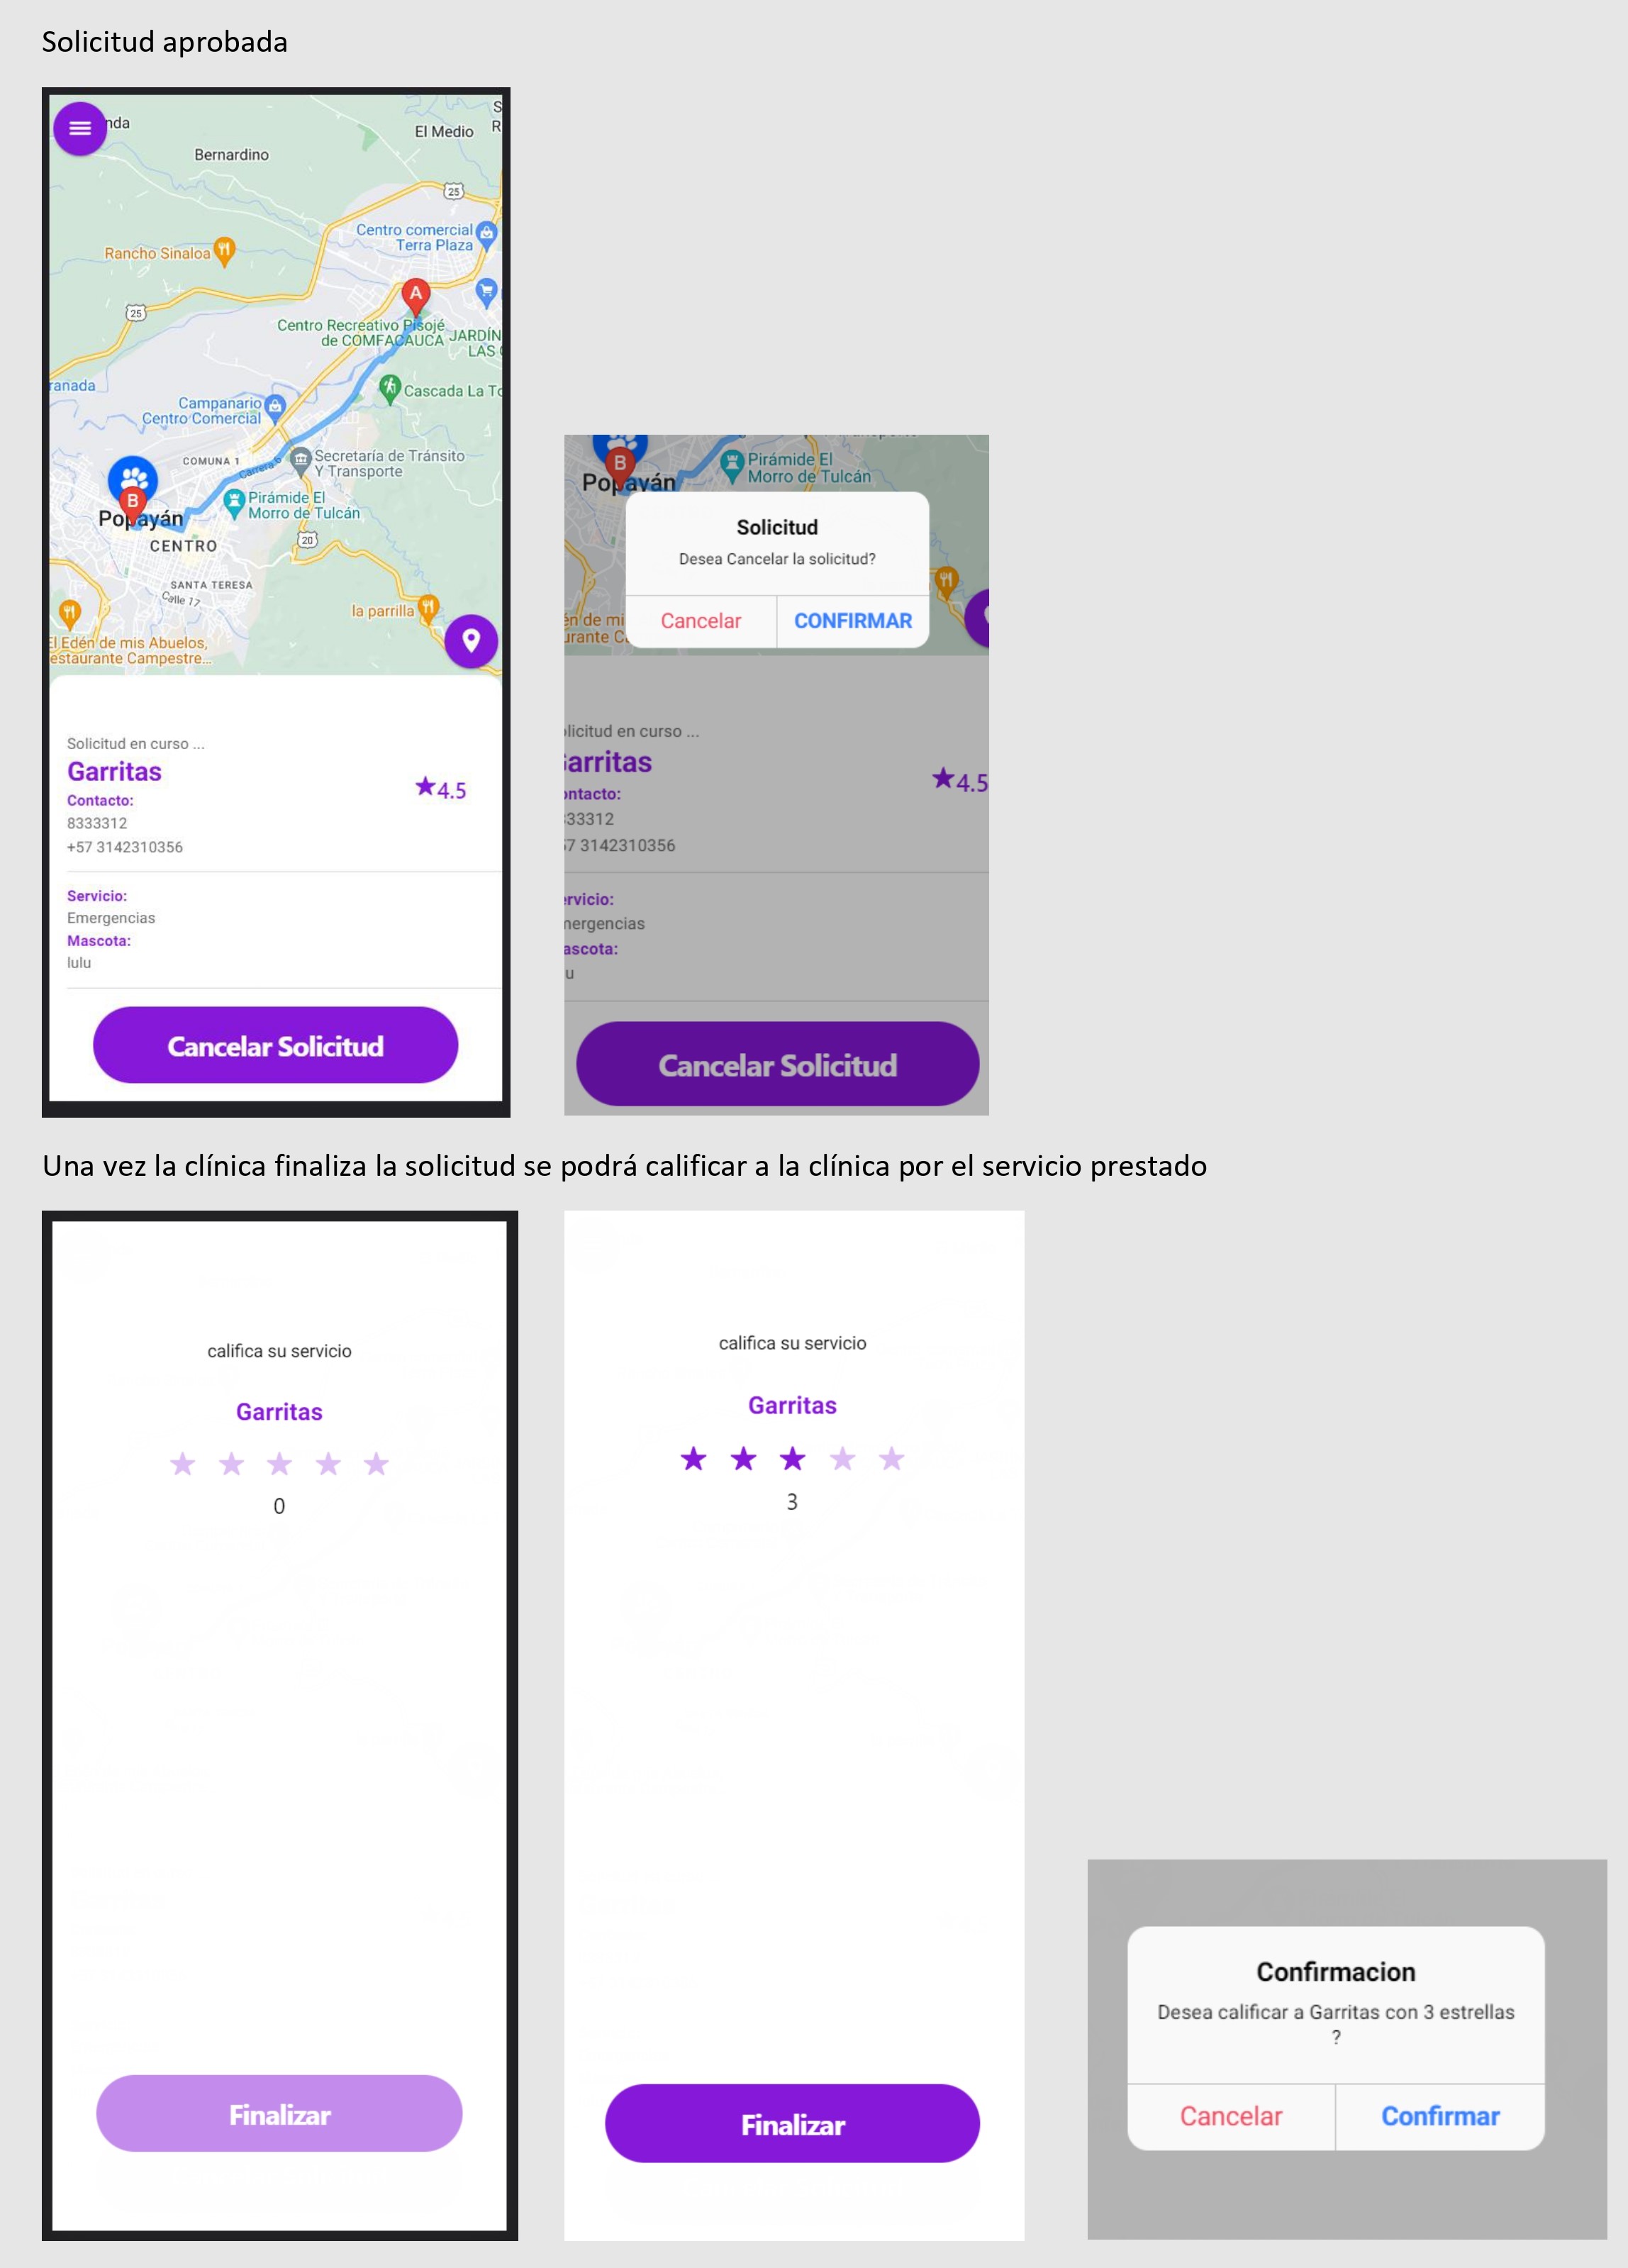 Solicitud aprobada
nda
El Medio
Bernardino
25
Centro comercial
Terra Plaza
Rancho Sinaloa
A
25
Centro Recreativo Pisojé
de COMFACAUCA
JARDÍN
LAS
ranada
Cascada La To
Campanario
Centro Comercial
COMUNA 1
Carrera 6
Secretaría de Tránsito
Y Transporte
B
Pirámide El
Morro de Tulcán
Popayán
CENTRO
20
SANTA TERESA
Calle 17
la parrilla
El Edén de mis Abuelos,
estaurante Campestre...
Solicitud en curso ...
Garritas
4.5
Contacto:
8333312
+57 3142310356
Servicio:
Emergencias
Mascota:
lulu
Cancelar Solicitud
B
Pirámide El
Morro de Tulcán
Popayán
Solicitud
Desea Cancelar la solicitud?
Cancelar
CONFIRMAR
én de mi
urante C
licitud en curso ...
arritas
4.5
ontacto:
33312
7 3142310356
ervicio:
nergencias
ascota:
u
Cancelar Solicitud
Una vez la clínica finaliza la solicitud se podrá calificar a la clínica por el servicio prestado
califica su servicio
Garritas
0
Finalizar
califica su servicio
Garritas
3
Finalizar
Confirmacion
Desea calificar a Garritas con 3 estrellas
?
Cancelar
Confirmar